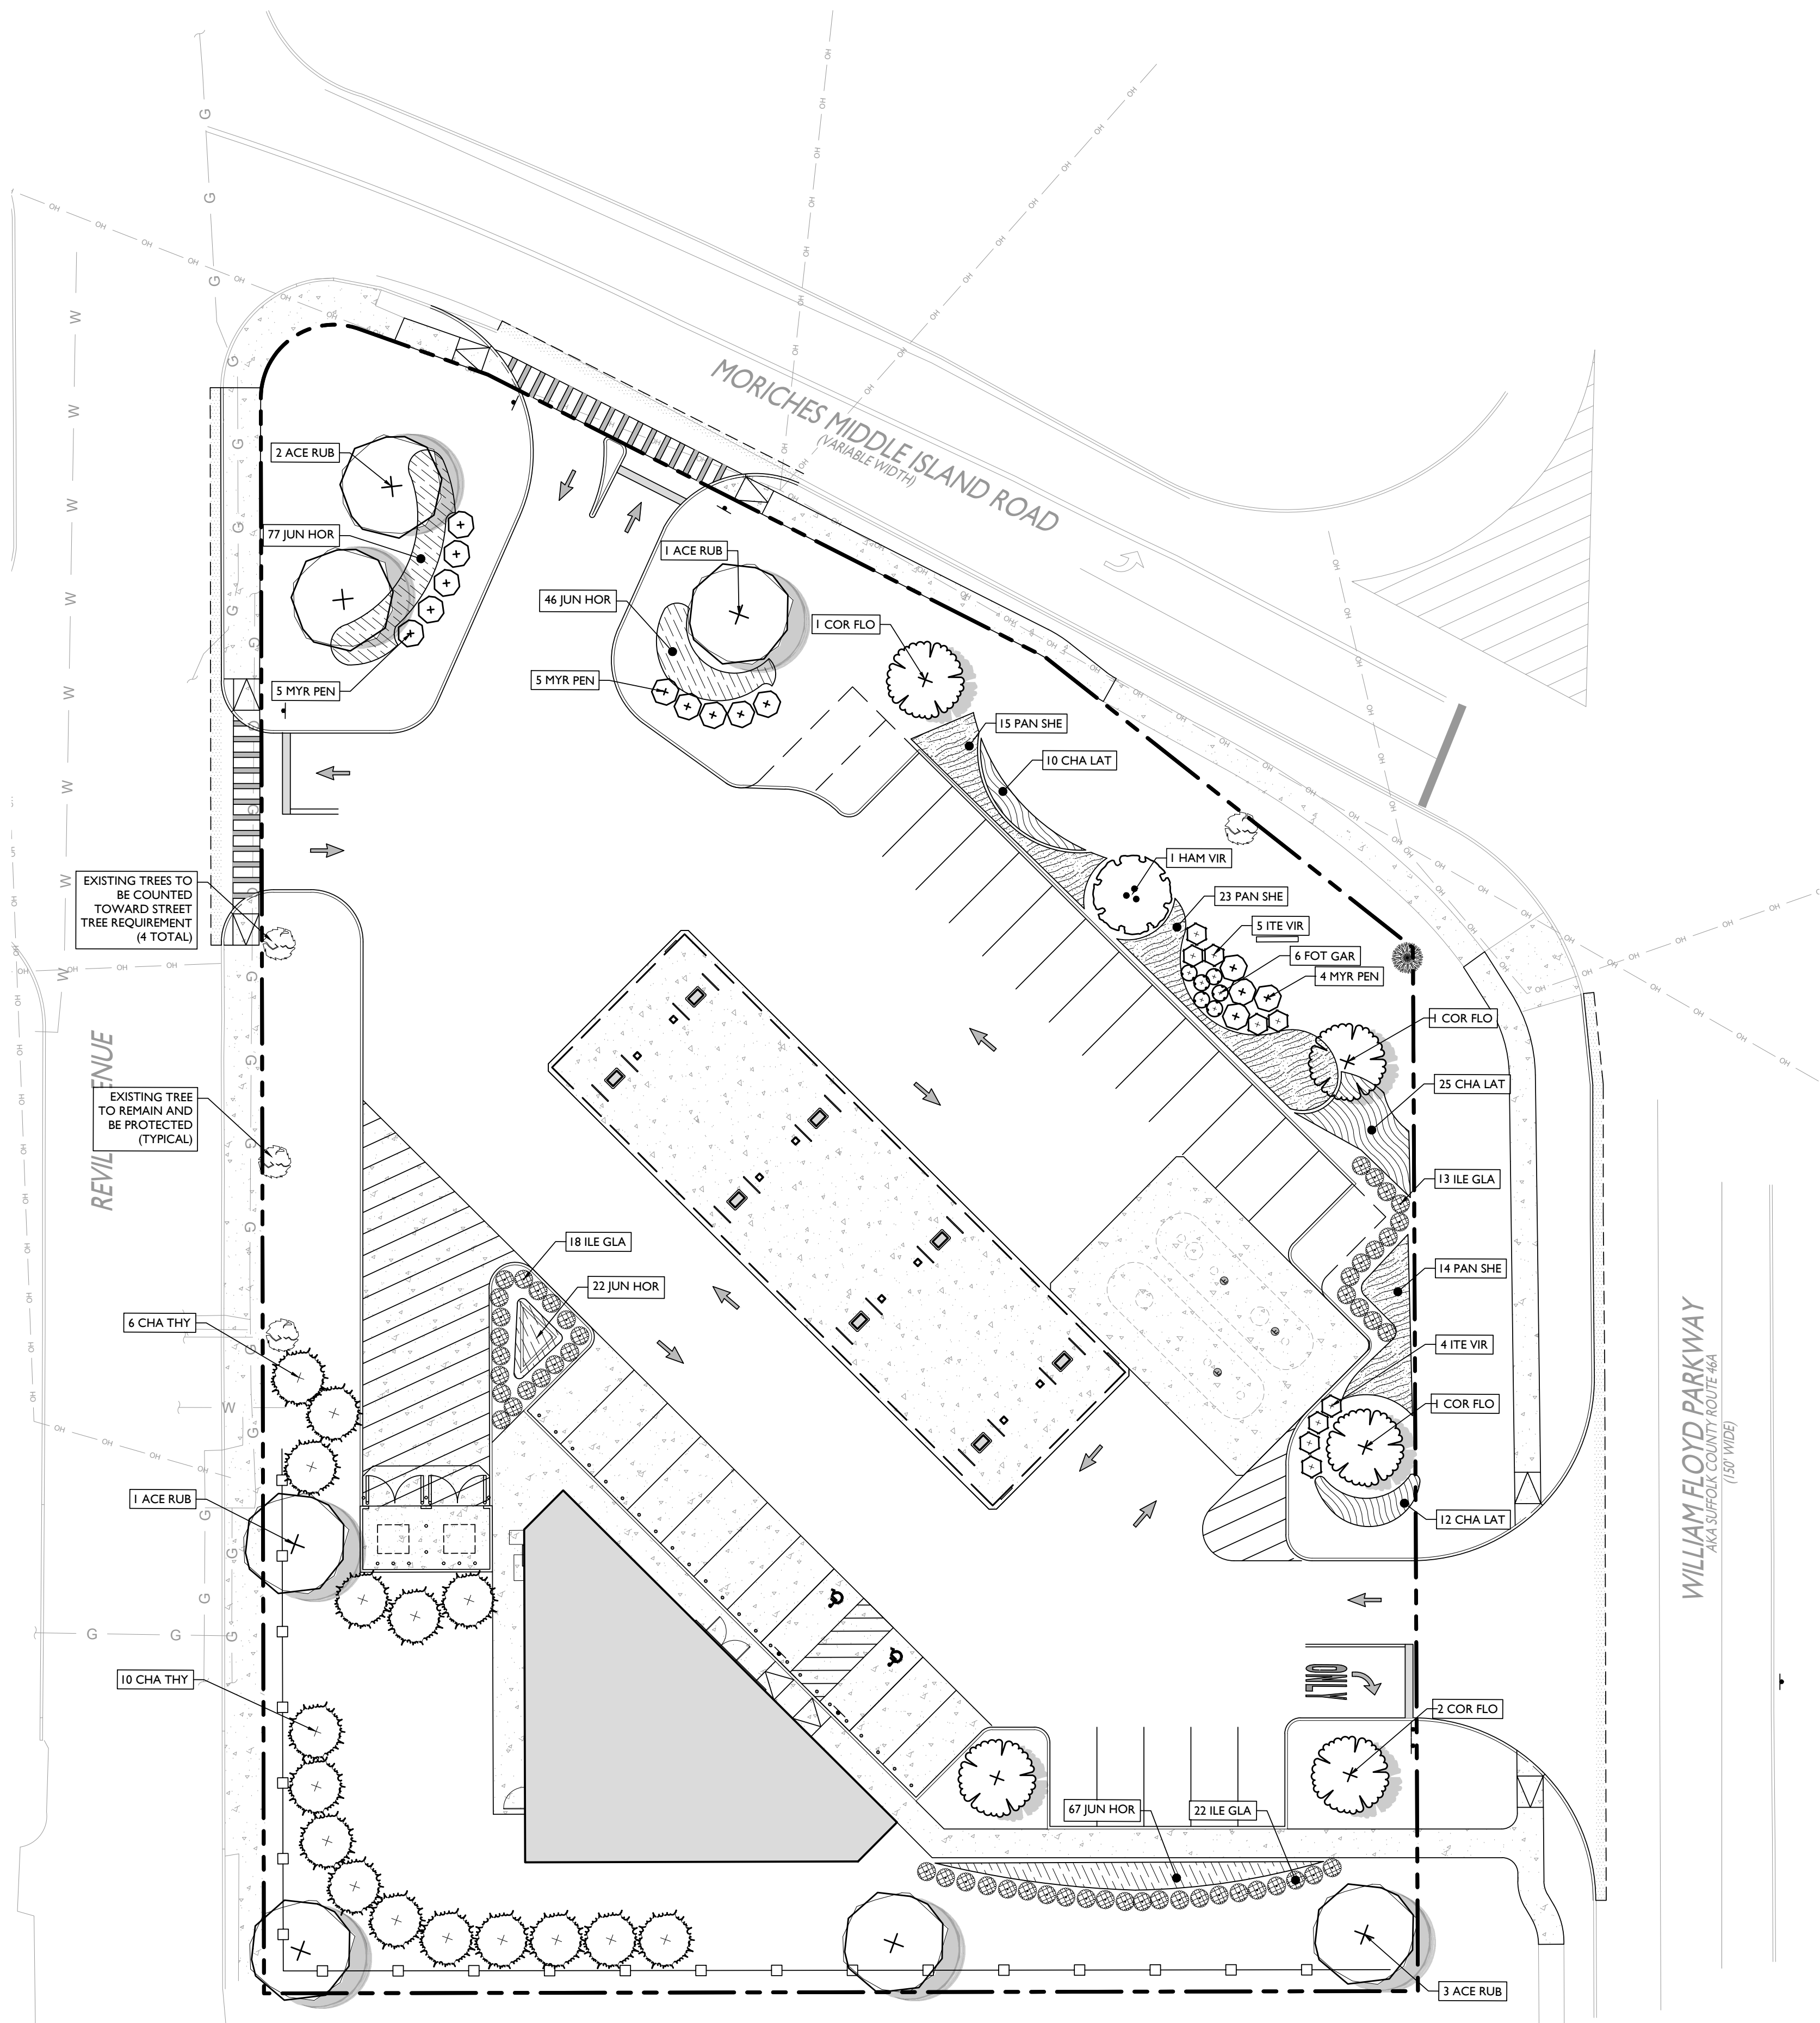 MORICHES MIDDLE ISLAND ROAD
(VARIABLE WIDTH)
2 ACE RUB
77 JUN HOR
5 MYR PEN
1 ACE RUB
46 JUN HOR
5 MYR PEN
1 COR FLO
15 PAN SHE
10 CHA LAT
1 HAM VIR
23 PAN SHE
5 ITE VIR
6 FOT GAR
4 MYR PEN
1 COR FLO
25 CHA LAT
13 ILE GLA
14 PAN SHE
4 ITE VIR
1 COR FLO
12 CHA LAT
EXISTING TREES TO
BE COUNTED
TOWARD STREET
TREE REQUIREMENT
(4 TOTAL)
EXISTING TREE
TO REMAIN AND
BE PROTECTED
(TYPICAL)
18 ILE GLA
22 JUN HOR
6 CHA THY
1 ACE RUB
10 CHA THY
ONLY
2 COR FLO
67 JUN HOR
22 ILE GLA
3 ACE RUB
WILLIAM FLOYD PARKWAY
AKA SUFFOLK COUNTY ROUTE 46A
(150' WIDE)